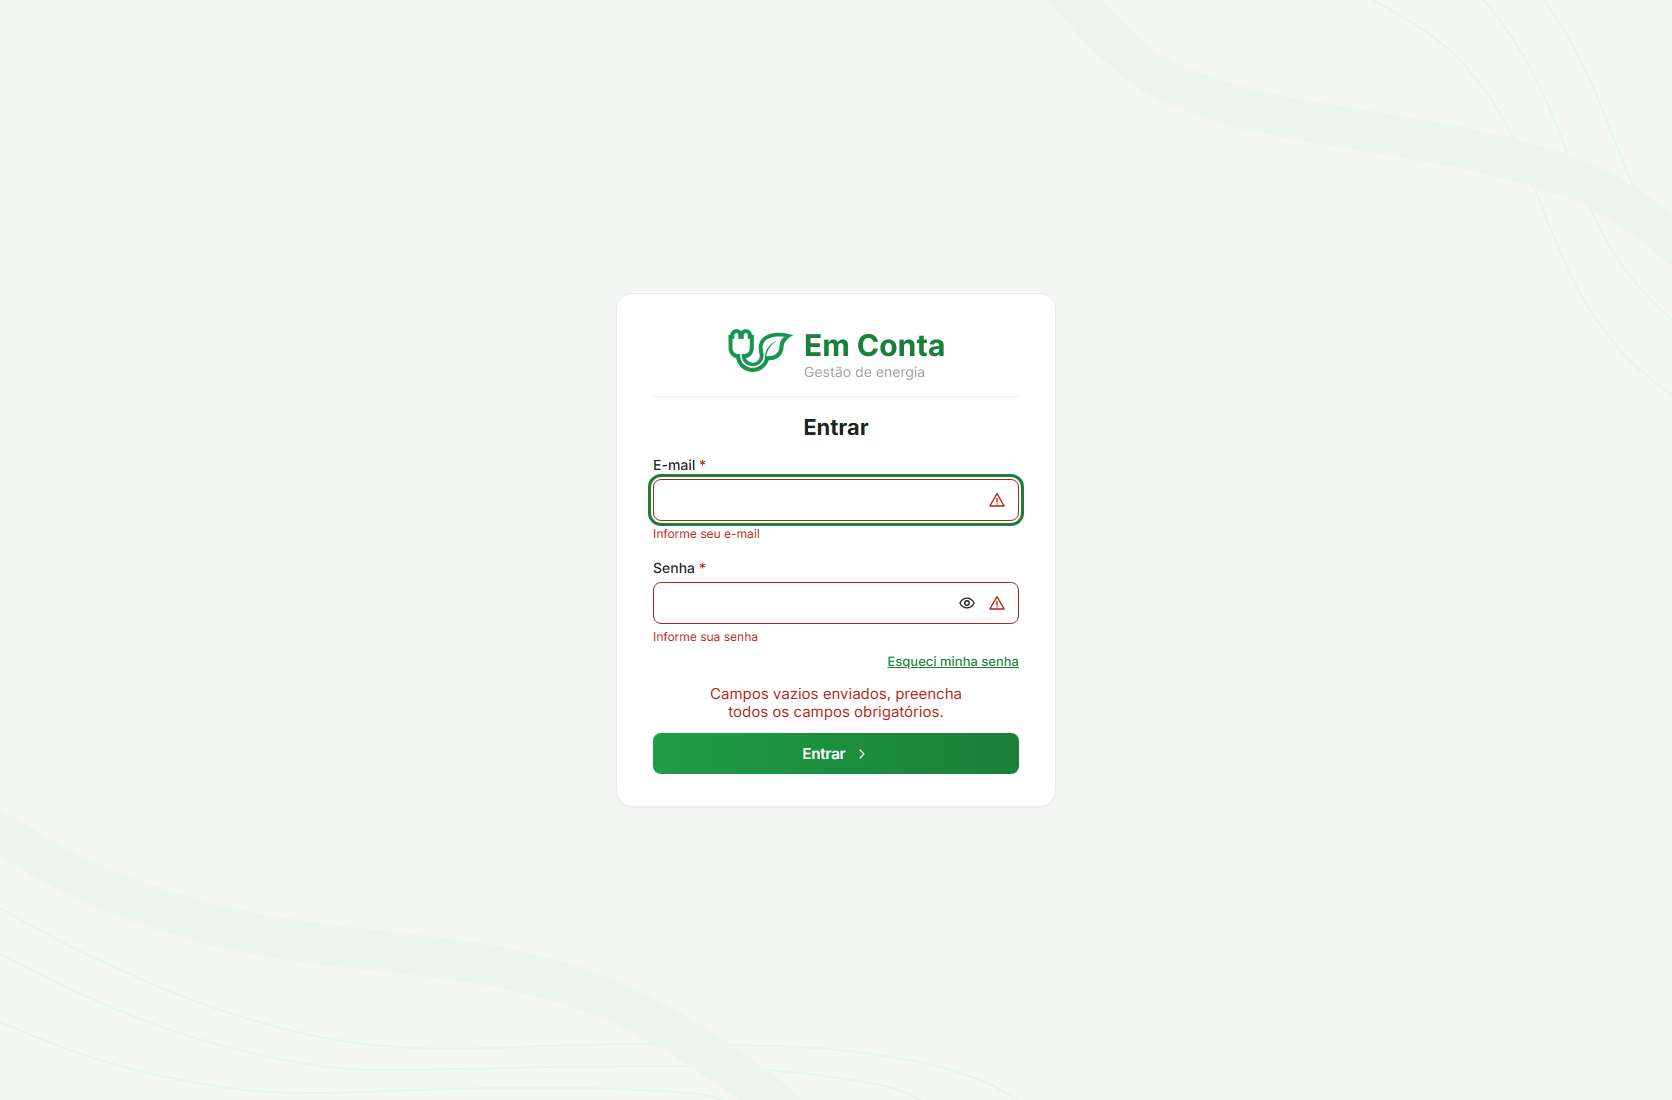 Em Conta
Gestão de energia
Entrar
E-mail *
Informe seu e-mail
Senha *
Informe sua senha
Esqueci minha senha
Campos vazios enviados, preencha
todos os campos obrigatórios.
Entrar